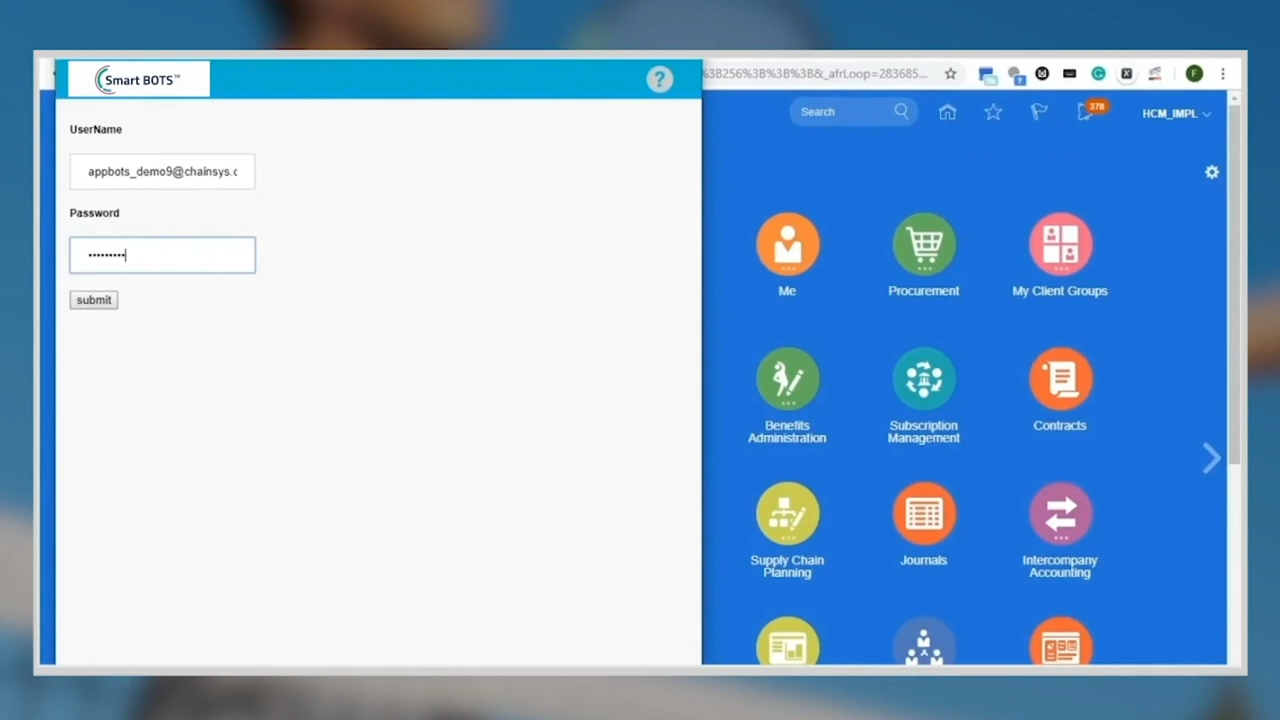 Smart BOTS™
?
%3B256%3B%3B%3B&_afrLoop=283685...
F
UserName
appbots_demo9@chainsys.c
Password
•••••••••
submit
Search
378
HCM_IMPL
Me
Procurement
My Client Groups
Benefits
Administration
Subscription
Management
Contracts
Supply Chain
Planning
Journals
Intercompany
Accounting